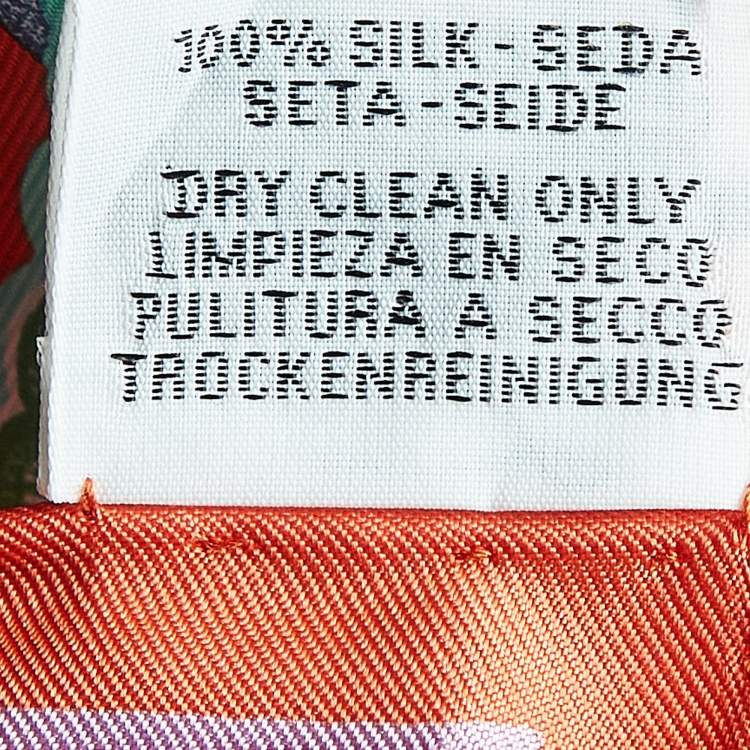 100% SILK - SEDA
SETA - SEIDE
DRY CLEAN ONLY
LIMPIEZA EN SECO
PULITURA A SECCO
TROCKENREINIGUNG